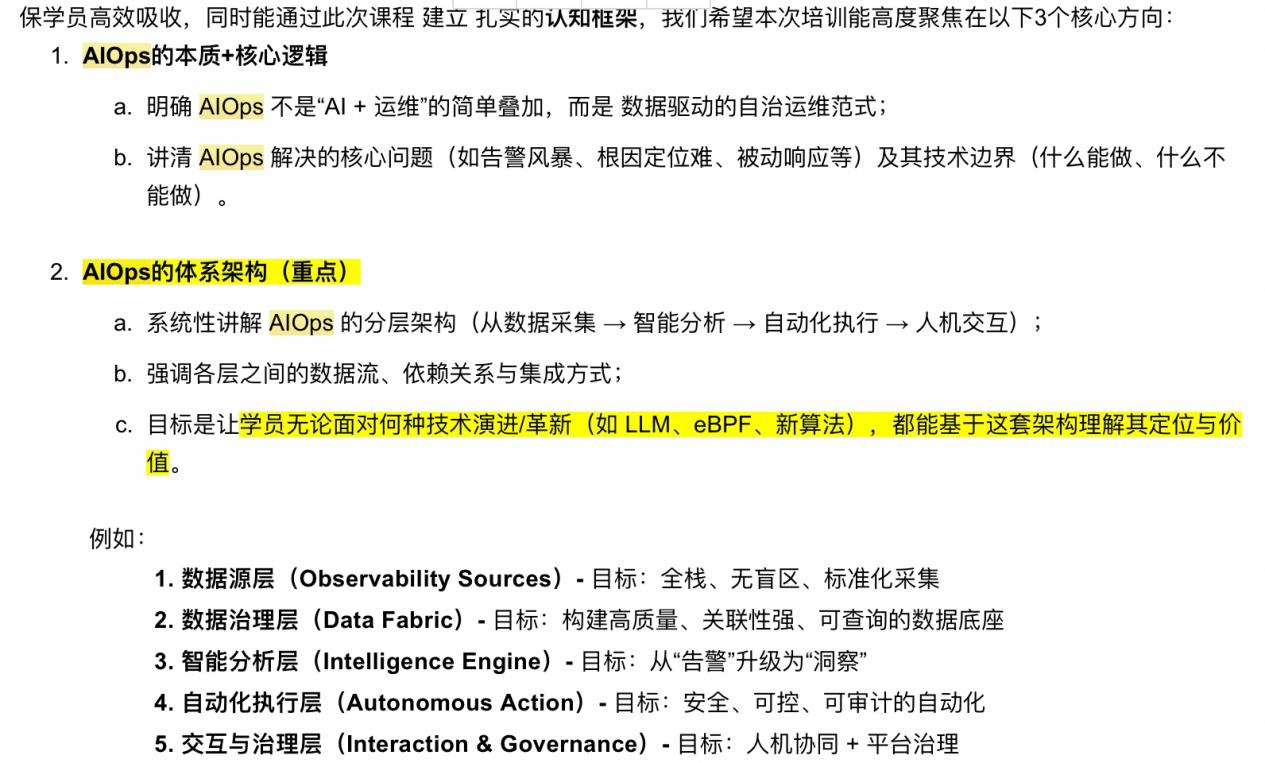 保学员高效吸收，同时能通过此次课程 建立 扎实的认知框架，我们希望本次培训能高度聚焦在以下3个核心方向：
1. AIOps的本质+核心逻辑
a. 明确 AIOps 不是“AI + 运维”的简单叠加，而是 数据驱动的自治运维范式；
b. 讲清 AIOps 解决的核心问题（如告警风暴、根因定位难、被动响应等）及其技术边界（什么能做、什么不
能做）。
2. AIOps的体系架构（重点）
a. 系统性讲解 AIOps 的分层架构（从数据采集 → 智能分析 → 自动化执行 → 人机交互）；
b. 强调各层之间的数据流、依赖关系与集成方式；
c. 目标是让学员无论面对何种技术演进/革新（如 LLM、eBPF、新算法），都能基于这套架构理解其定位与价
值。
例如：
1. 数据源层（Observability Sources）- 目标：全栈、无盲区、标准化采集
2. 数据治理层（Data Fabric）- 目标：构建高质量、关联性强、可查询的数据底座
3. 智能分析层（Intelligence Engine）- 目标：从“告警”升级为“洞察”
4. 自动化执行层（Autonomous Action）- 目标：安全、可控、可审计的自动化
5. 交互与治理层（Interaction & Governance）- 目标：人机协同 + 平台治理